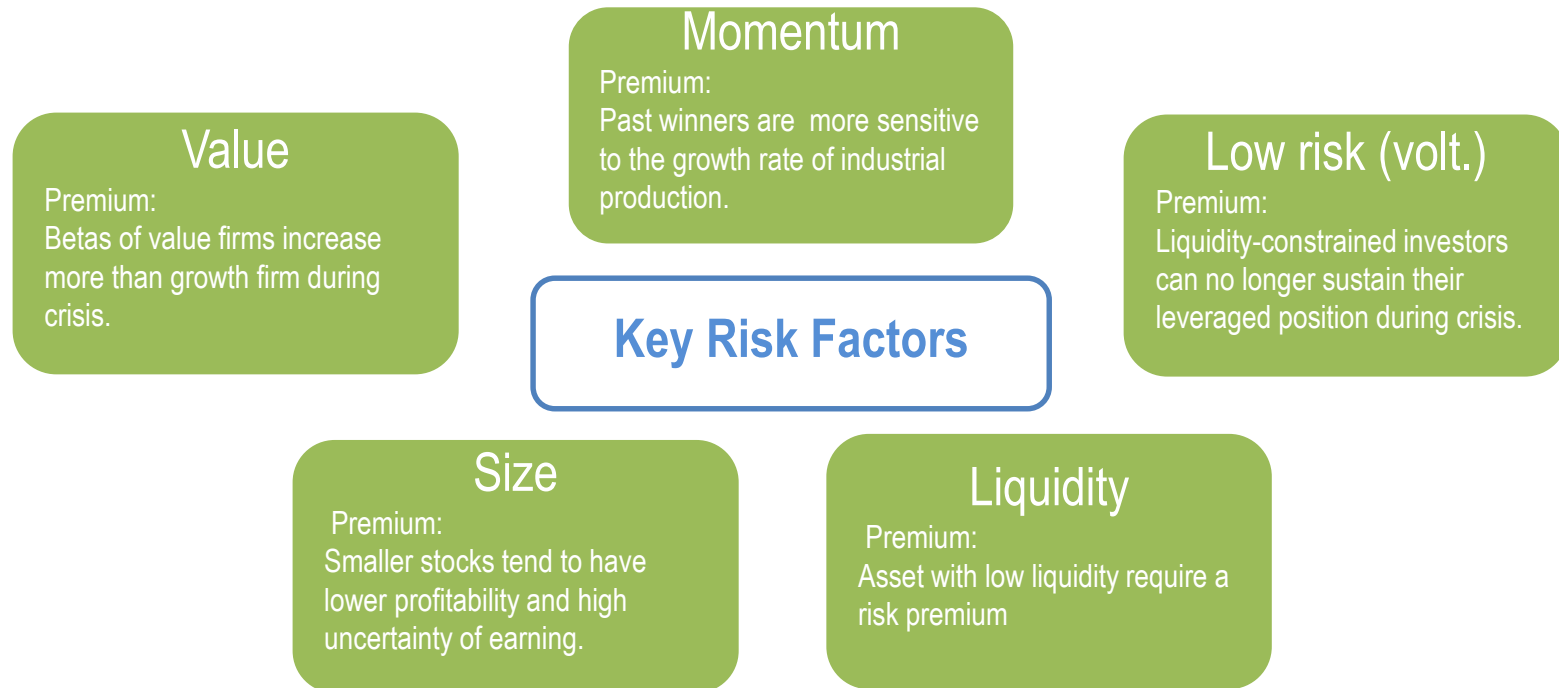 Momentum
Premium:
Past winners are  more sensitive
to the growth rate of industrial
production.
Value
Premium:
Betas of value firms increase
more than growth firm during
crisis.
Low risk (volt.)
Premium:
Liquidity-constrained investors
can no longer sustain their
leveraged position during crisis.
Key Risk Factors
Size
Premium:
Smaller stocks tend to have
lower profitability and high
uncertainty of earning.
Liquidity
Premium:
Asset with low liquidity require a
risk premium